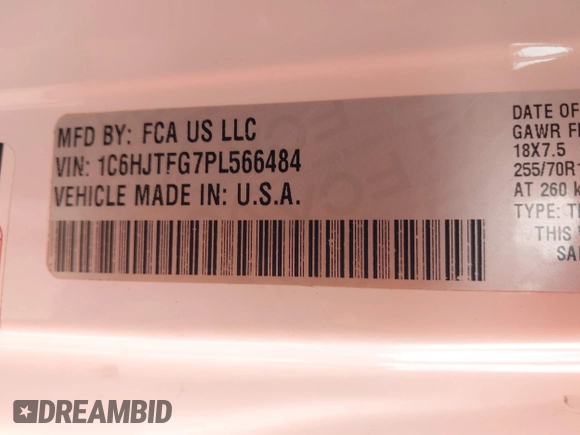 MFD BY: FCA US LLC
VIN: 1C6HJTFG7PL566484
VEHICLE MADE IN: U.S.A.
DATE OF
GAWR
18X7.5
255/70R1
AT 260
TYPE:
THIS
DREAMBID